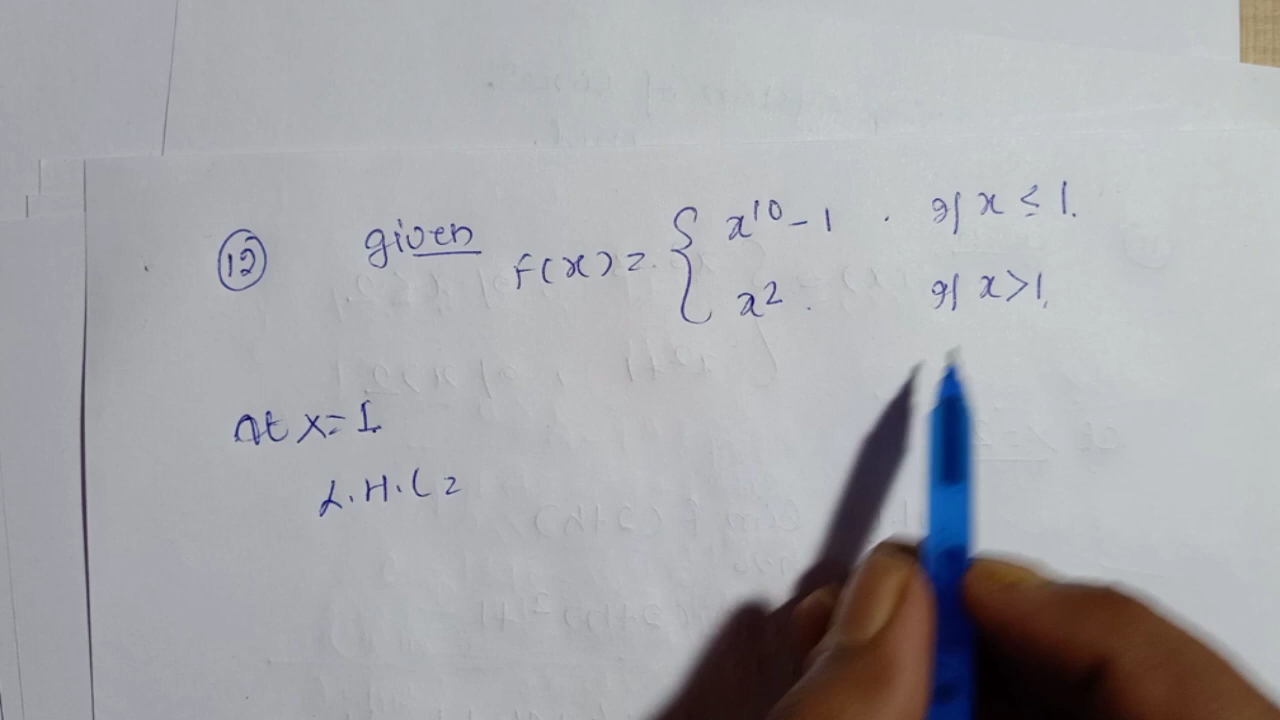 (12) given f(x) = { x¹⁰ - 1 . if x ≤ 1.
x² . if x > 1.
At x = 1
L.H.L =